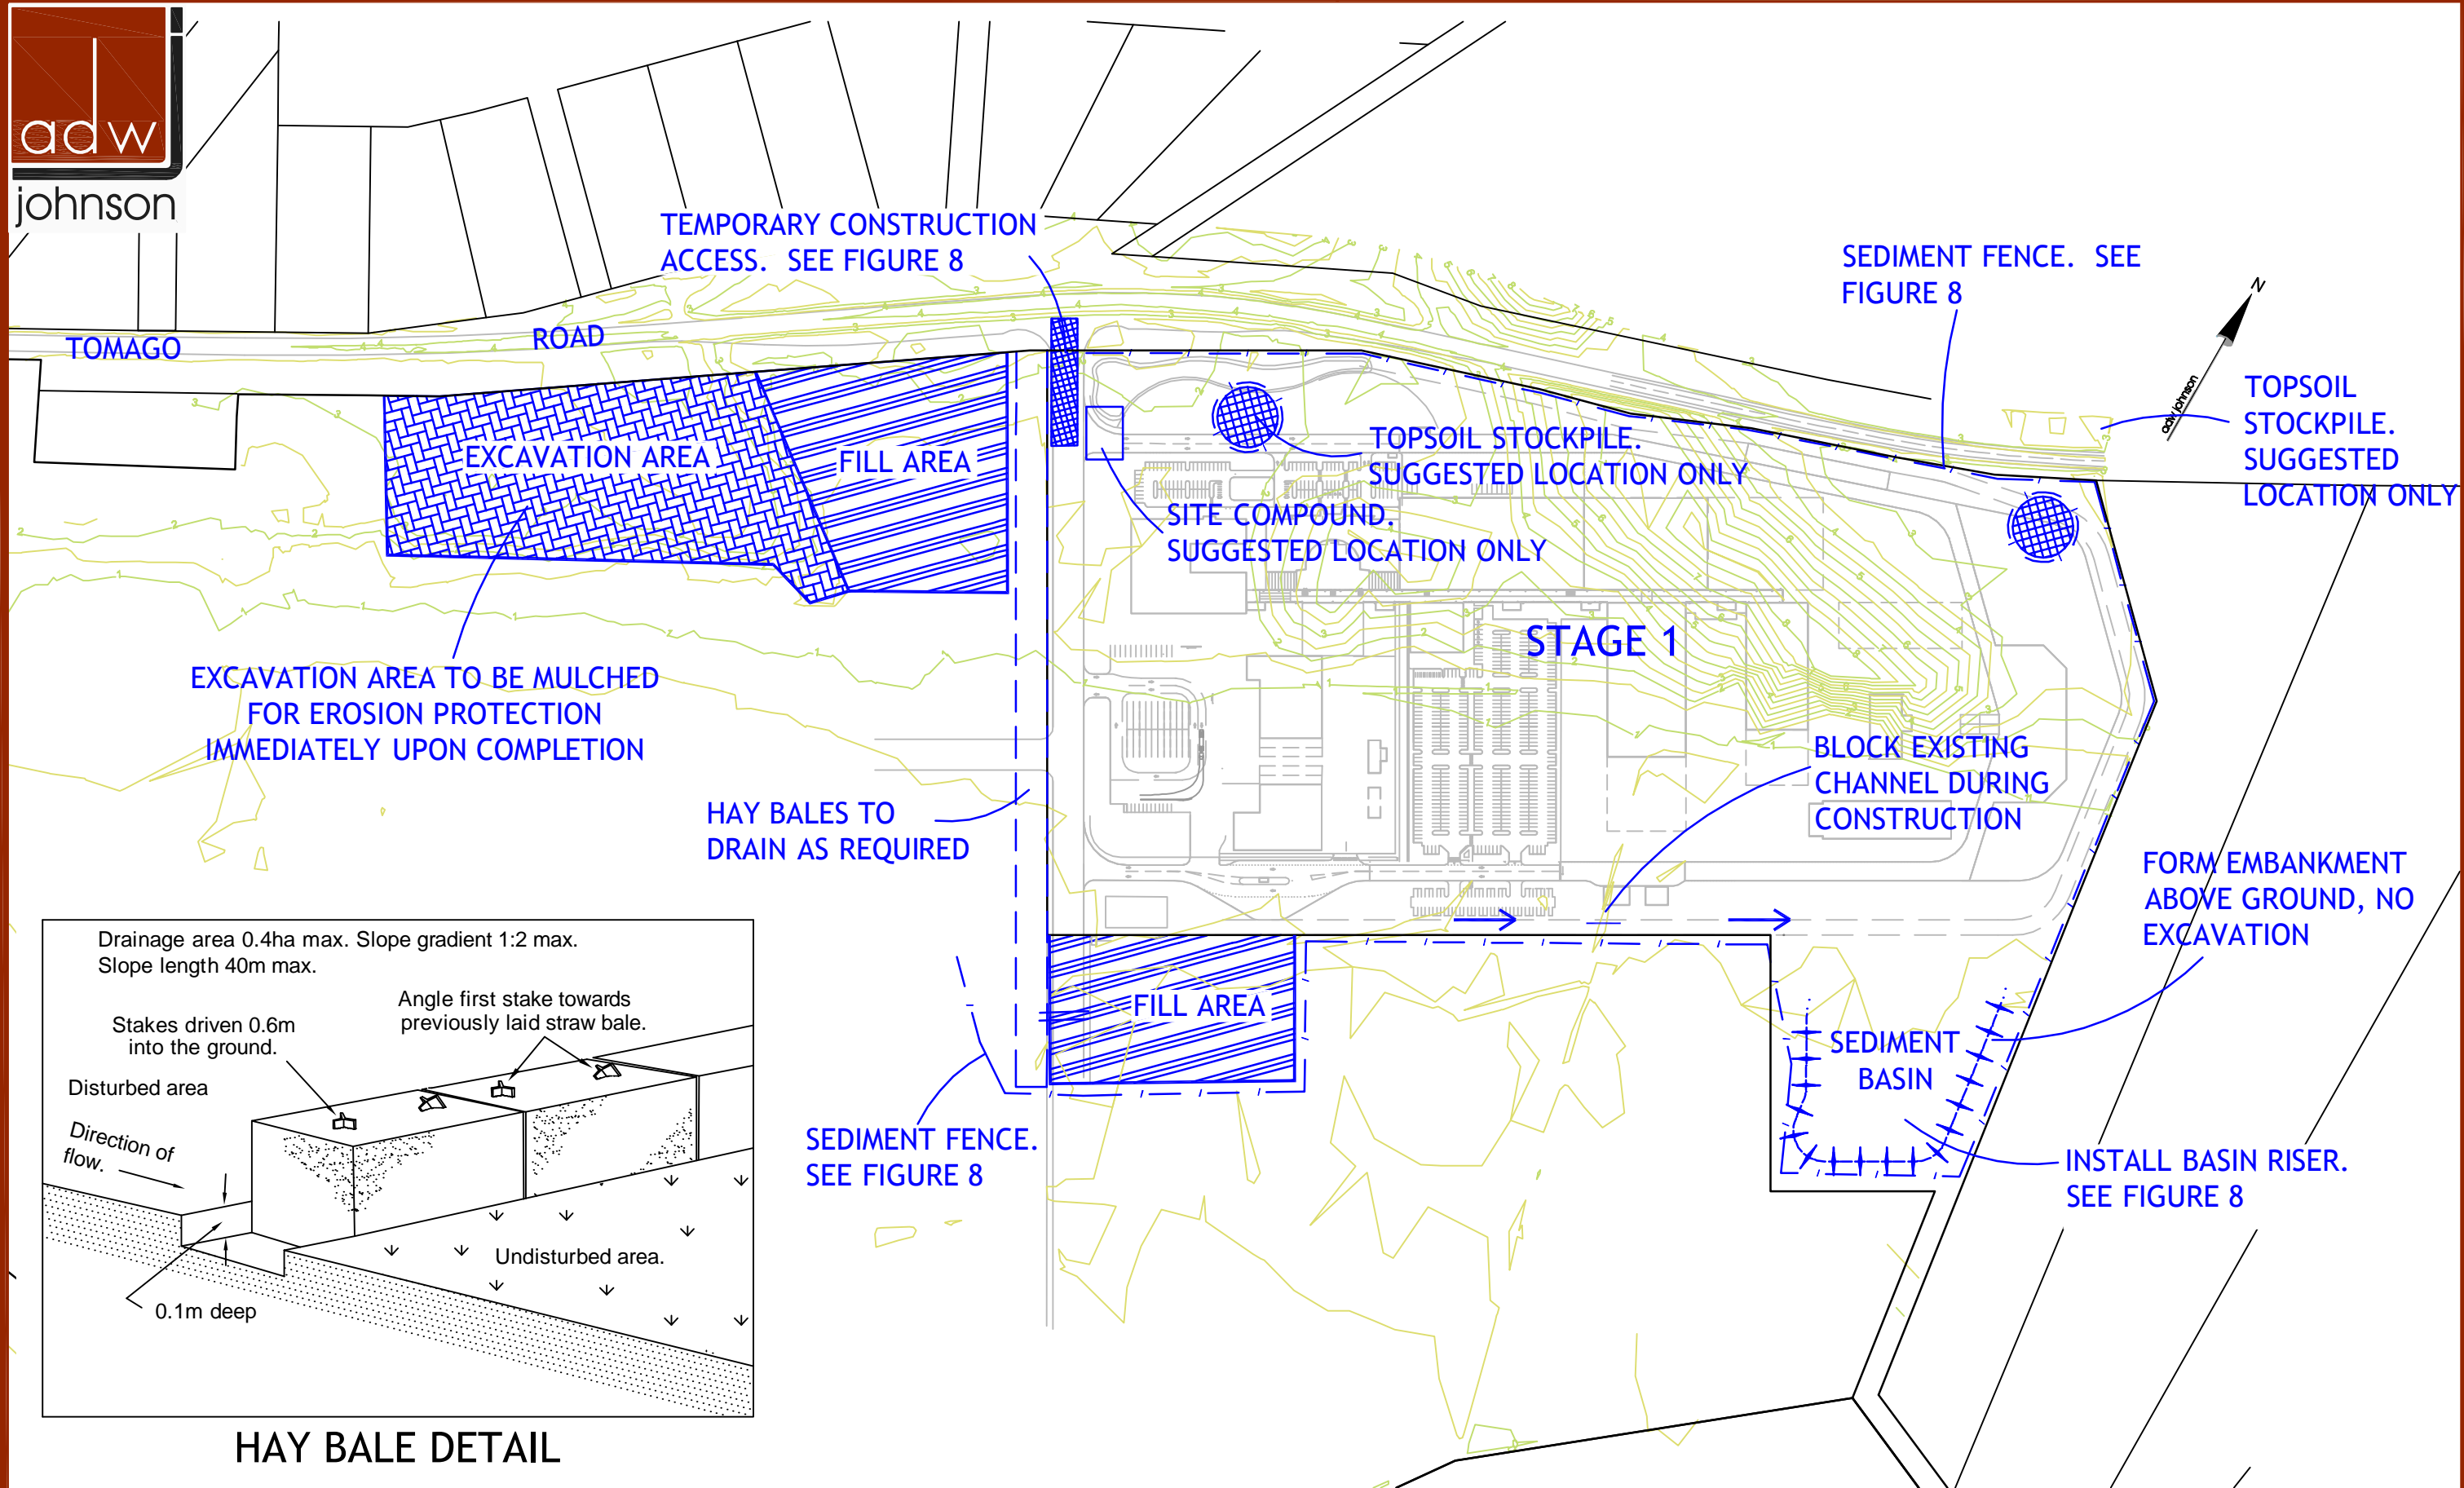 adw
johnson
TEMPORARY CONSTRUCTION
ACCESS. SEE FIGURE 8
SEDIMENT FENCE. SEE
FIGURE 8
N
adw johnson
TOMAGO
ROAD
TOPSOIL
STOCKPILE.
SUGGESTED
LOCATION ONLY
EXCAVATION AREA
FILL AREA
TOPSOIL STOCKPILE.
SUGGESTED LOCATION ONLY
SITE COMPOUND.
SUGGESTED LOCATION ONLY
STAGE 1
EXCAVATION AREA TO BE MULCHED
FOR EROSION PROTECTION
IMMEDIATELY UPON COMPLETION
BLOCK EXISTING
CHANNEL DURING
CONSTRUCTION
HAY BALES TO
DRAIN AS REQUIRED
FORM EMBANKMENT
ABOVE GROUND, NO
EXCAVATION
FILL AREA
SEDIMENT
BASIN
SEDIMENT FENCE.
SEE FIGURE 8
INSTALL BASIN RISER.
SEE FIGURE 8
Drainage area 0.4ha max. Slope gradient 1:2 max.
Slope length 40m max.
Angle first stake towards
previously laid straw bale.
Stakes driven 0.6m
into the ground.
Disturbed area
Direction of
flow.
Undisturbed area.
0.1m deep
HAY BALE DETAIL